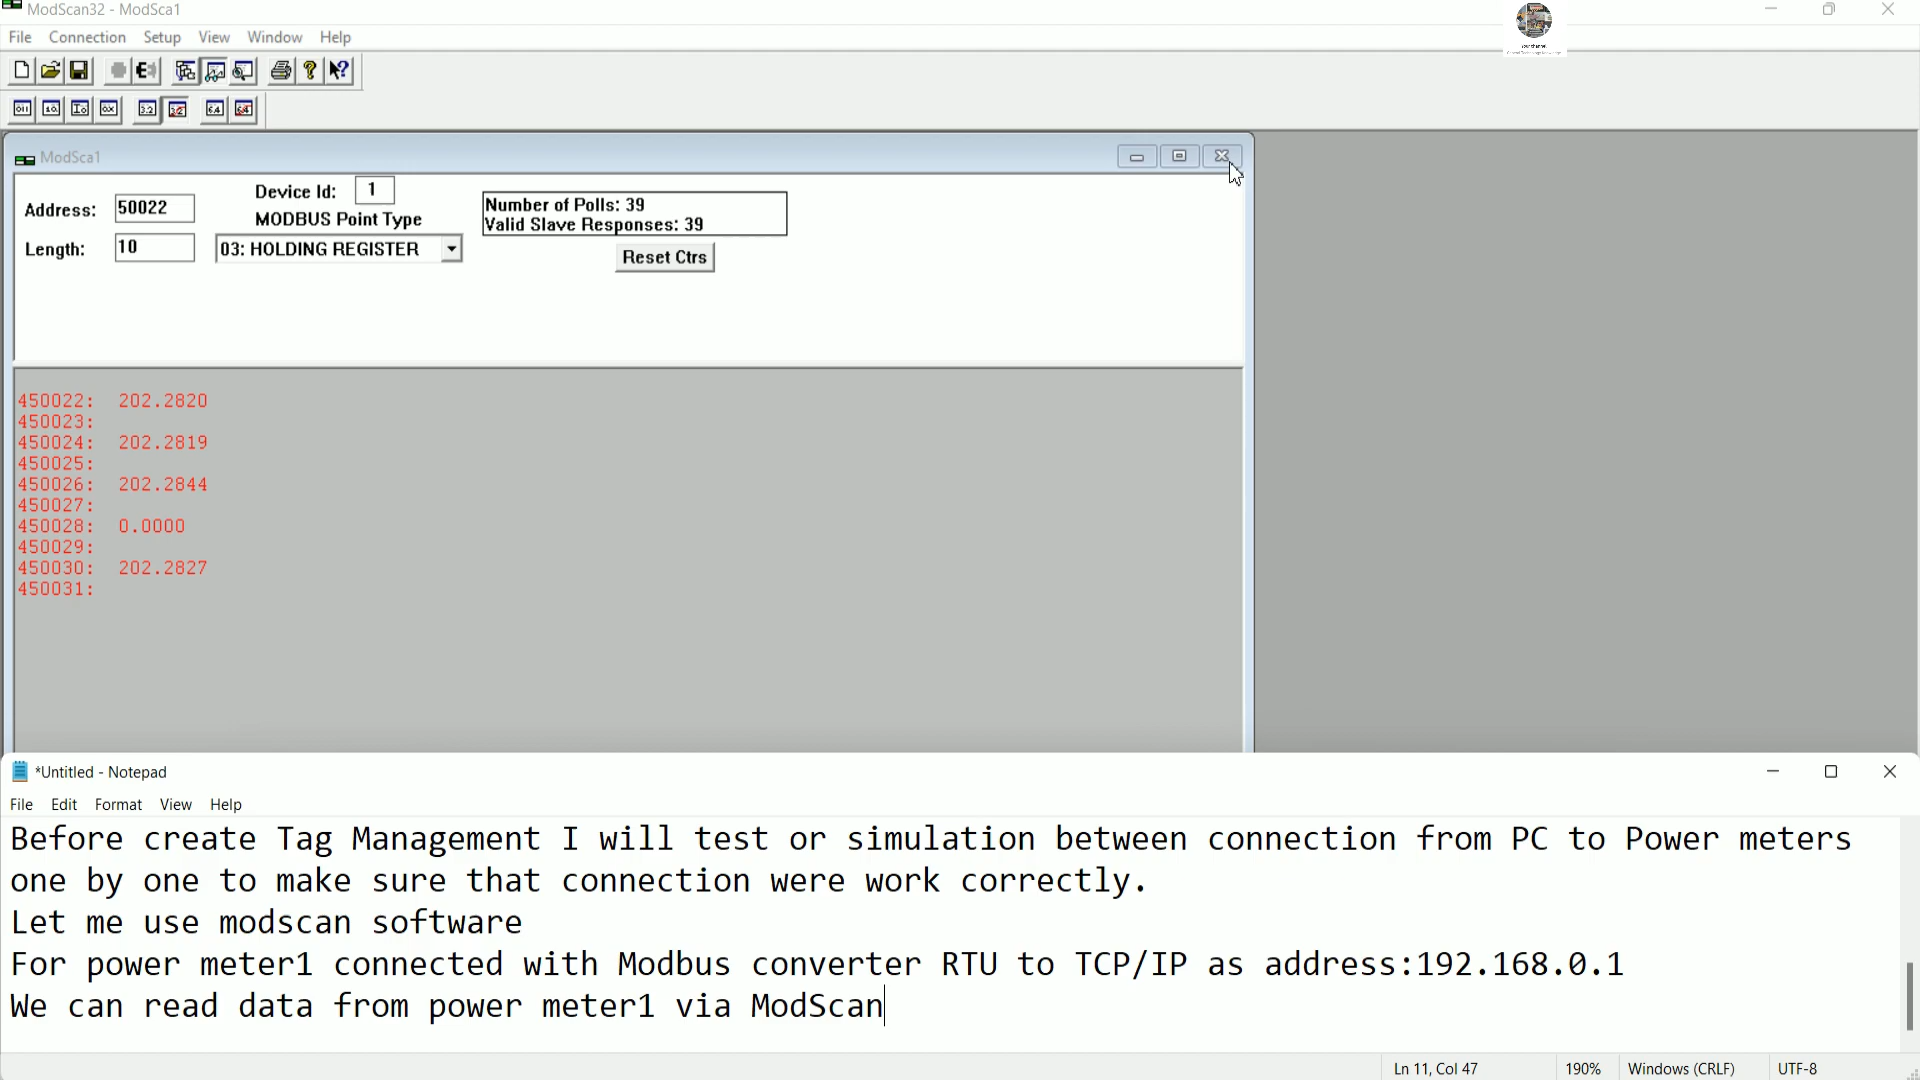 ModScan32 - ModSca1
File Connection Setup View Window Help
ModSca1
Address: 50022
Device Id: 1
MODBUS Point Type
Length: 10
03: HOLDING REGISTER
Number of Polls: 39
Valid Slave Responses: 39
Reset Ctrs
450022: 202.2820
450023:
450024: 202.2819
450025:
450026: 202.2844
450027:
450028: 0.0000
450029:
450030: 202.2827
450031:
*Untitled - Notepad
File Edit Format View Help
Before create Tag Management I will test or simulation between connection from PC to Power meters
one by one to make sure that connection were work correctly.
Let me use modscan software
For power meter1 connected with Modbus converter RTU to TCP/IP as address:192.168.0.1
We can read data from power meter1 via ModScan
Ln 11, Col 47 190% Windows (CRLF) UTF-8